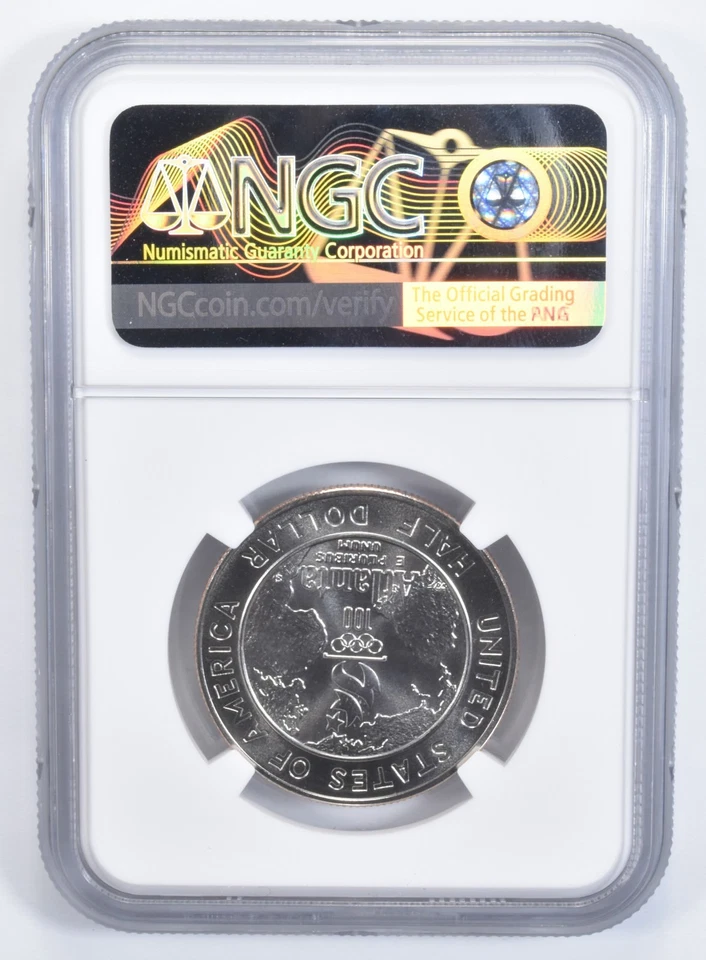 NGC
Numismatic Guaranty Corporation
NGCcoin.com/verify
The Official Grading
Service of the PNG
UNITED STATES OF AMERICA
HALF DOLLAR
Atlanta
E PLURIBUS
UNUM
100